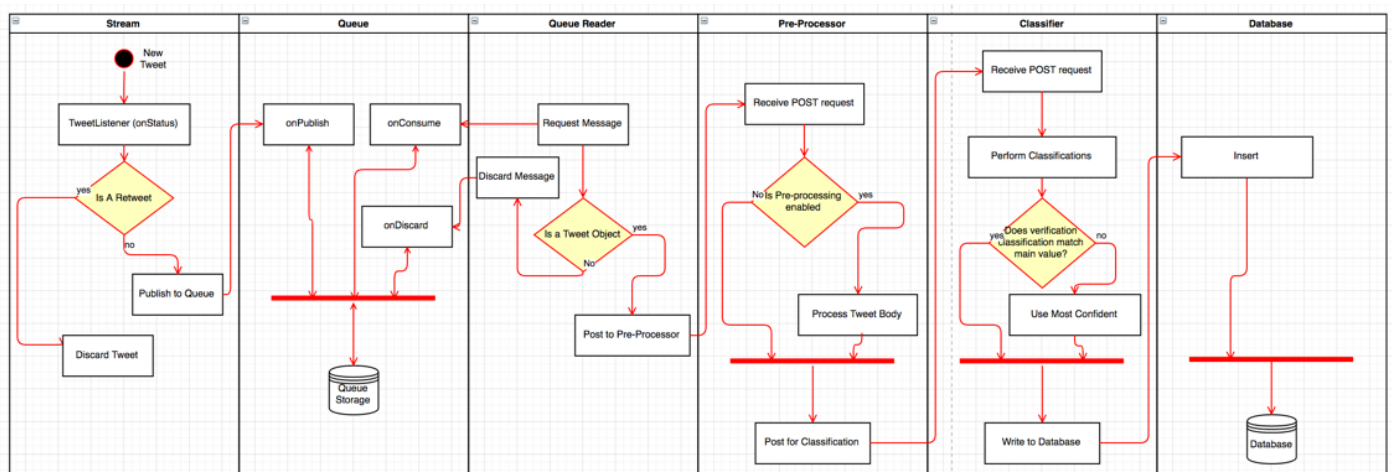 Stream
Queue
Queue Reader
Pre-Processor
Classifier
Database
New
Tweet
TweetListener (onStatus)
yes
Is A Retweet
no
Publish to Queue
Discard Tweet
onPublish
onConsume
onDiscard
Queue
Storage
Request Message
Discard Message
Is a Tweet Object
yes
No
Post to Pre-Processor
Receive POST request
No
Is Pre-processing
enabled
yes
Process Tweet Body
Post for Classification
Receive POST request
Perform Classifications
yes
Does verification
classification match
main value?
no
Use Most Confident
Write to Database
Insert
Database